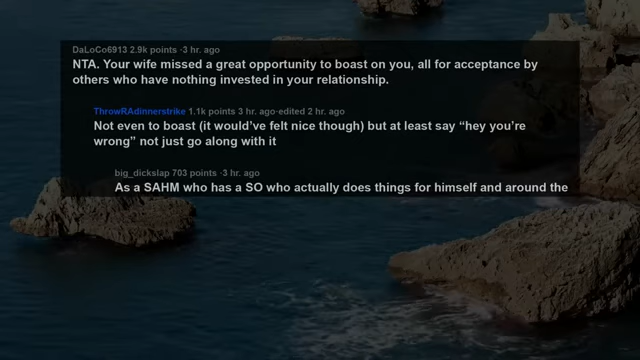 DaLoCo6913 2.9k points ·3 hr. ago
NTA. Your wife missed a great opportunity to boast on you, all for acceptance by
others who have nothing invested in your relationship.
ThrowRAdinnerstrike 1,1k points 3 hr. ago·edited 2 hr. ago
Not even to boast (it would’ve felt nice though) but at least say “hey you’re
wrong” not just go along with it
big_dickslap 703 points ·3 hr. ago
As a SAHM who has a SO who actually does things for himself and around the